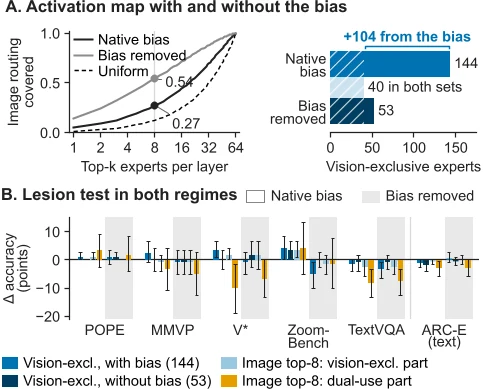 A. Activation map with and without the bias
Image routing
covered
1.0
0.5
0.0
Native bias
Bias removed
Uniform
0.54
0.27
1 2 4 8 16 32 64
Top-k experts per layer
+104 from the bias
Native
bias
144
40 in both sets
Bias
removed
53
0 50 100 150
Vision-exclusive experts
B. Lesion test in both regimes
Native bias
Bias removed
Δ accuracy
(points)
10
0
−10
−20
POPE
MMVP
V*
Zoom-
Bench
TextVQA
ARC-E
(text)
Vision-excl., with bias (144)
Image top-8: vision-excl. part
Vision-excl., without bias (53)
Image top-8: dual-use part